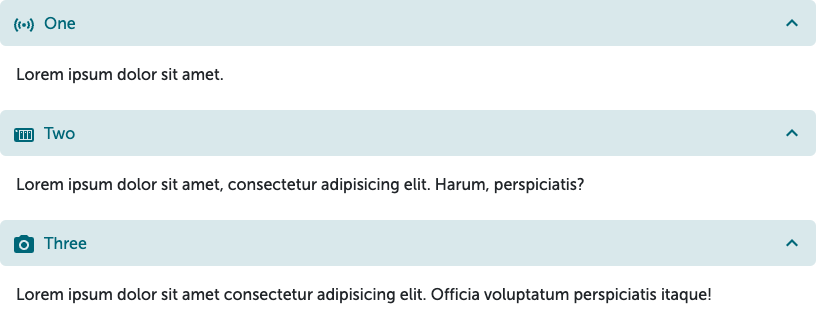 One
Lorem ipsum dolor sit amet.
Two
Lorem ipsum dolor sit amet, consectetur adipisicing elit. Harum, perspiciatis?
Three
Lorem ipsum dolor sit amet consectetur adipisicing elit. Officia voluptatum perspiciatis itaque!